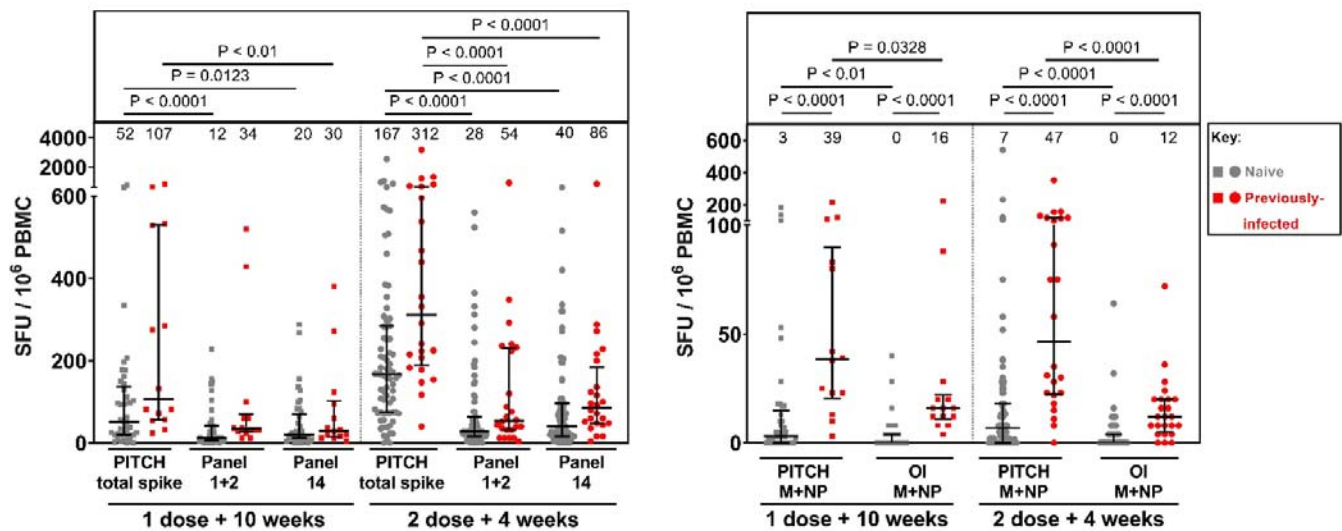 P < 0.0001
P < 0.01
P < 0.0001
P = 0.0123
P < 0.0001
P < 0.0001
P < 0.0001
52 107 12 34 20 30 167 312 28 54 40 86
4000
2000
600
400
200
0
SFU / 10⁶ PBMC
PITCH total spike
Panel 1+2
Panel 14
PITCH total spike
Panel 1+2
Panel 14
1 dose + 10 weeks
2 dose + 4 weeks
P = 0.0328
P < 0.0001
P < 0.01
P < 0.0001
P < 0.0001
P < 0.0001
P < 0.0001
P < 0.0001
3 39 0 16 7 47 0 12
600
400
200
100
50
0
SFU / 10⁶ PBMC
PITCH M+NP
OI M+NP
PITCH M+NP
OI M+NP
1 dose + 10 weeks
2 dose + 4 weeks
Key:
Naive
Previously-
infected